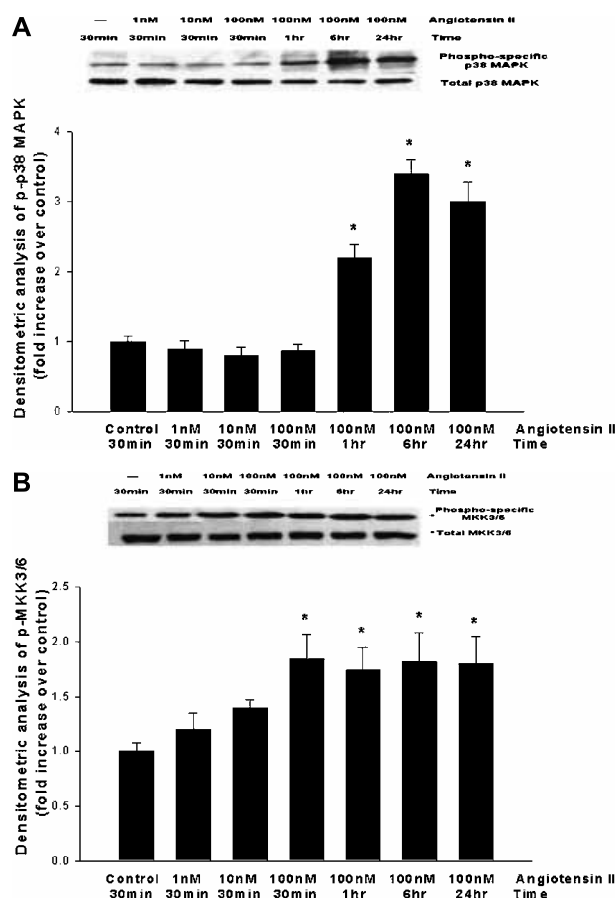 A
— 1nM 10nM 100nM 100nM 100nM 100nM Angiotensin II
30min 30min 30min 30min 1hr 6hr 24hr Time
Phospho-specific
p38 MAPK
Total p38 MAPK
Densitometric analysis of p-p38 MAPK
(fold increase over control)
4
3
2
1
0
* * *
Control 1nM 10nM 100nM 100nM 100nM 100nM Angiotensin II
30min 30min 30min 30min 1hr 6hr 24hr Time
B
— 1nM 10nM 100nM 100nM 100nM 100nM Angiotensin II
30min 30min 30min 30min 1hr 6hr 24hr Time
Phospho-specific
MKK3/6
Total MKK3/6
Densitometric analysis of p-MKK3/6
(fold increase over control)
2.5
2.0
1.5
1.0
0.5
0.0
* * * *
Control 1nM 10nM 100nM 100nM 100nM 100nM Angiotensin II
30min 30min 30min 30min 1hr 6hr 24hr Time